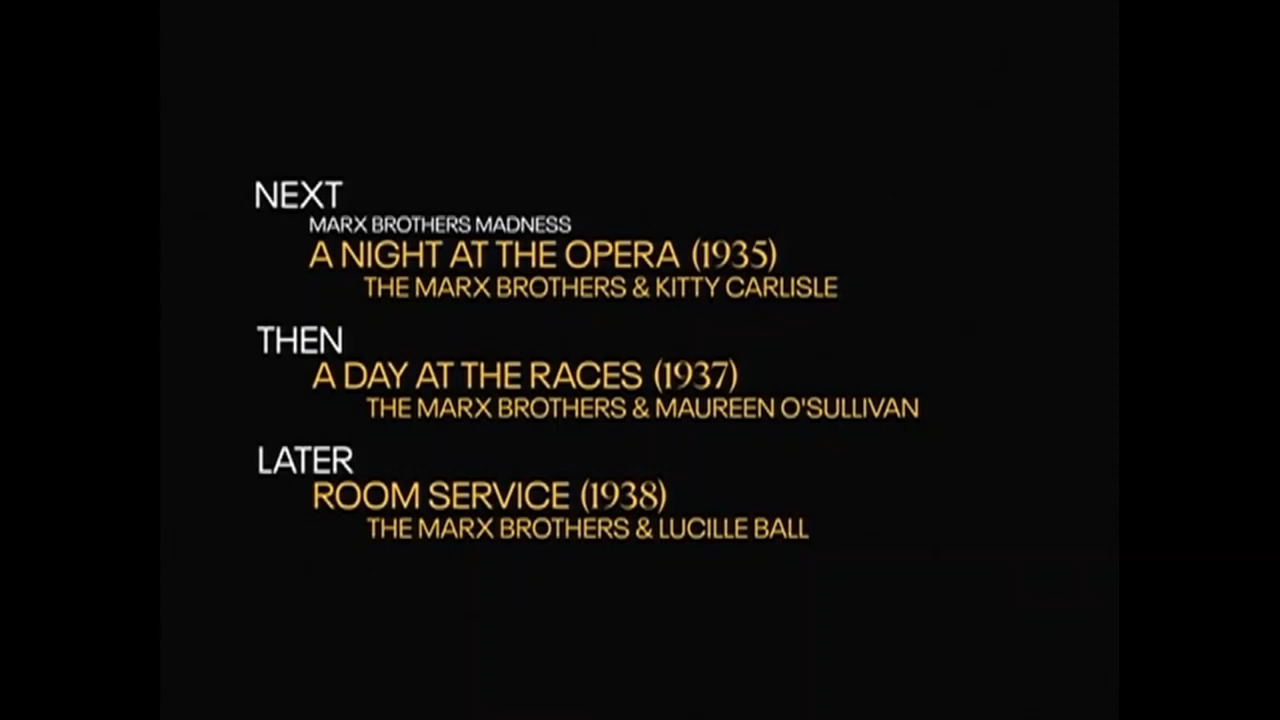 NEXT
MARX BROTHERS MADNESS
A NIGHT AT THE OPERA (1935)
THE MARX BROTHERS & KITTY CARLISLE
THEN
A DAY AT THE RACES (1937)
THE MARX BROTHERS & MAUREEN O'SULLIVAN
LATER
ROOM SERVICE (1938)
THE MARX BROTHERS & LUCILLE BALL